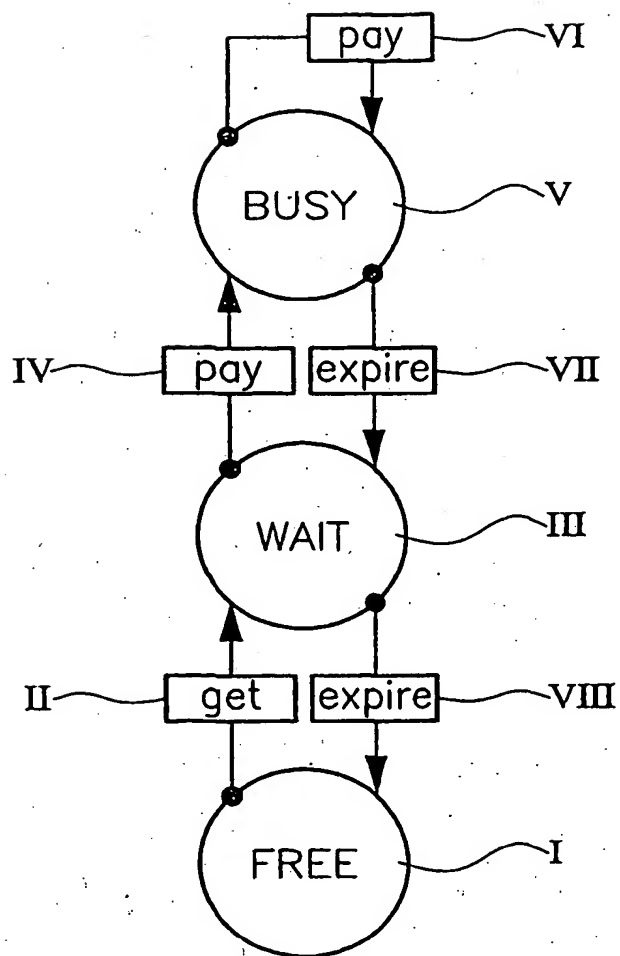 pay VI
BUSY V
IV pay expire VII
WAIT III
II get expire VIII
FREE I